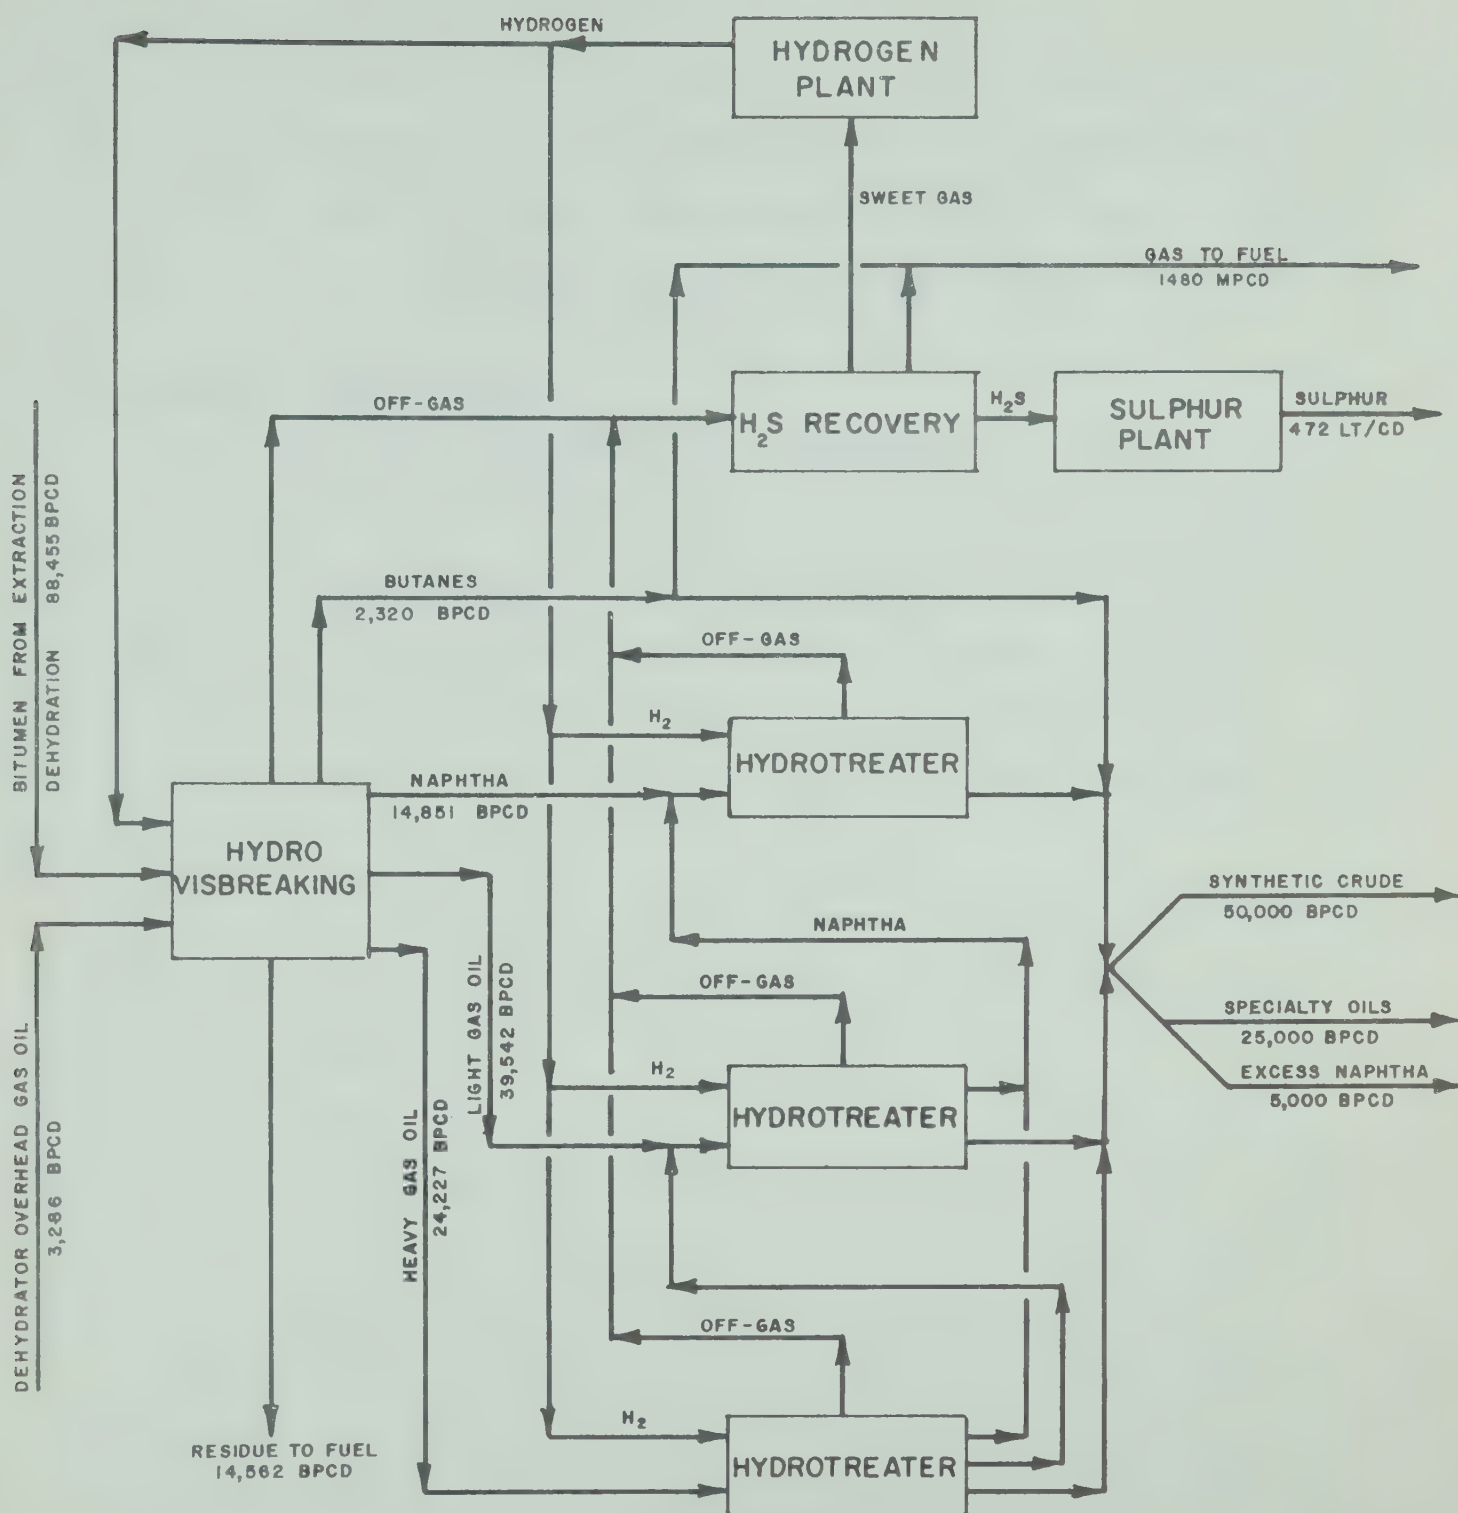 HYDROGEN
HYDROGEN
PLANT
SWEET GAS
GAS TO FUEL
1480 MPCD
OFF-GAS
H₂S RECOVERY
H₂S
SULPHUR
PLANT
SULPHUR
472 LT/CD
BITUMEN FROM EXTRACTION
DEHYDRATION 88,455 BPCD
BUTANES
2,320 BPCD
OFF-GAS
H₂
HYDROTREATER
NAPHTHA
14,851 BPCD
HYDRO
VISBREAKING
SYNTHETIC CRUDE
50,000 BPCD
NAPHTHA
OFF-GAS
LIGHT GAS OIL
39,542 BPCD
SPECIALTY OILS
25,000 BPCD
H₂
HYDROTREATER
EXCESS NAPHTHA
5,000 BPCD
DEHYDRATOR OVERHEAD GAS OIL
3,286 BPCD
HEAVY GAS OIL
24,227 BPCD
OFF-GAS
H₂
HYDROTREATER
RESIDUE TO FUEL
14,562 BPCD